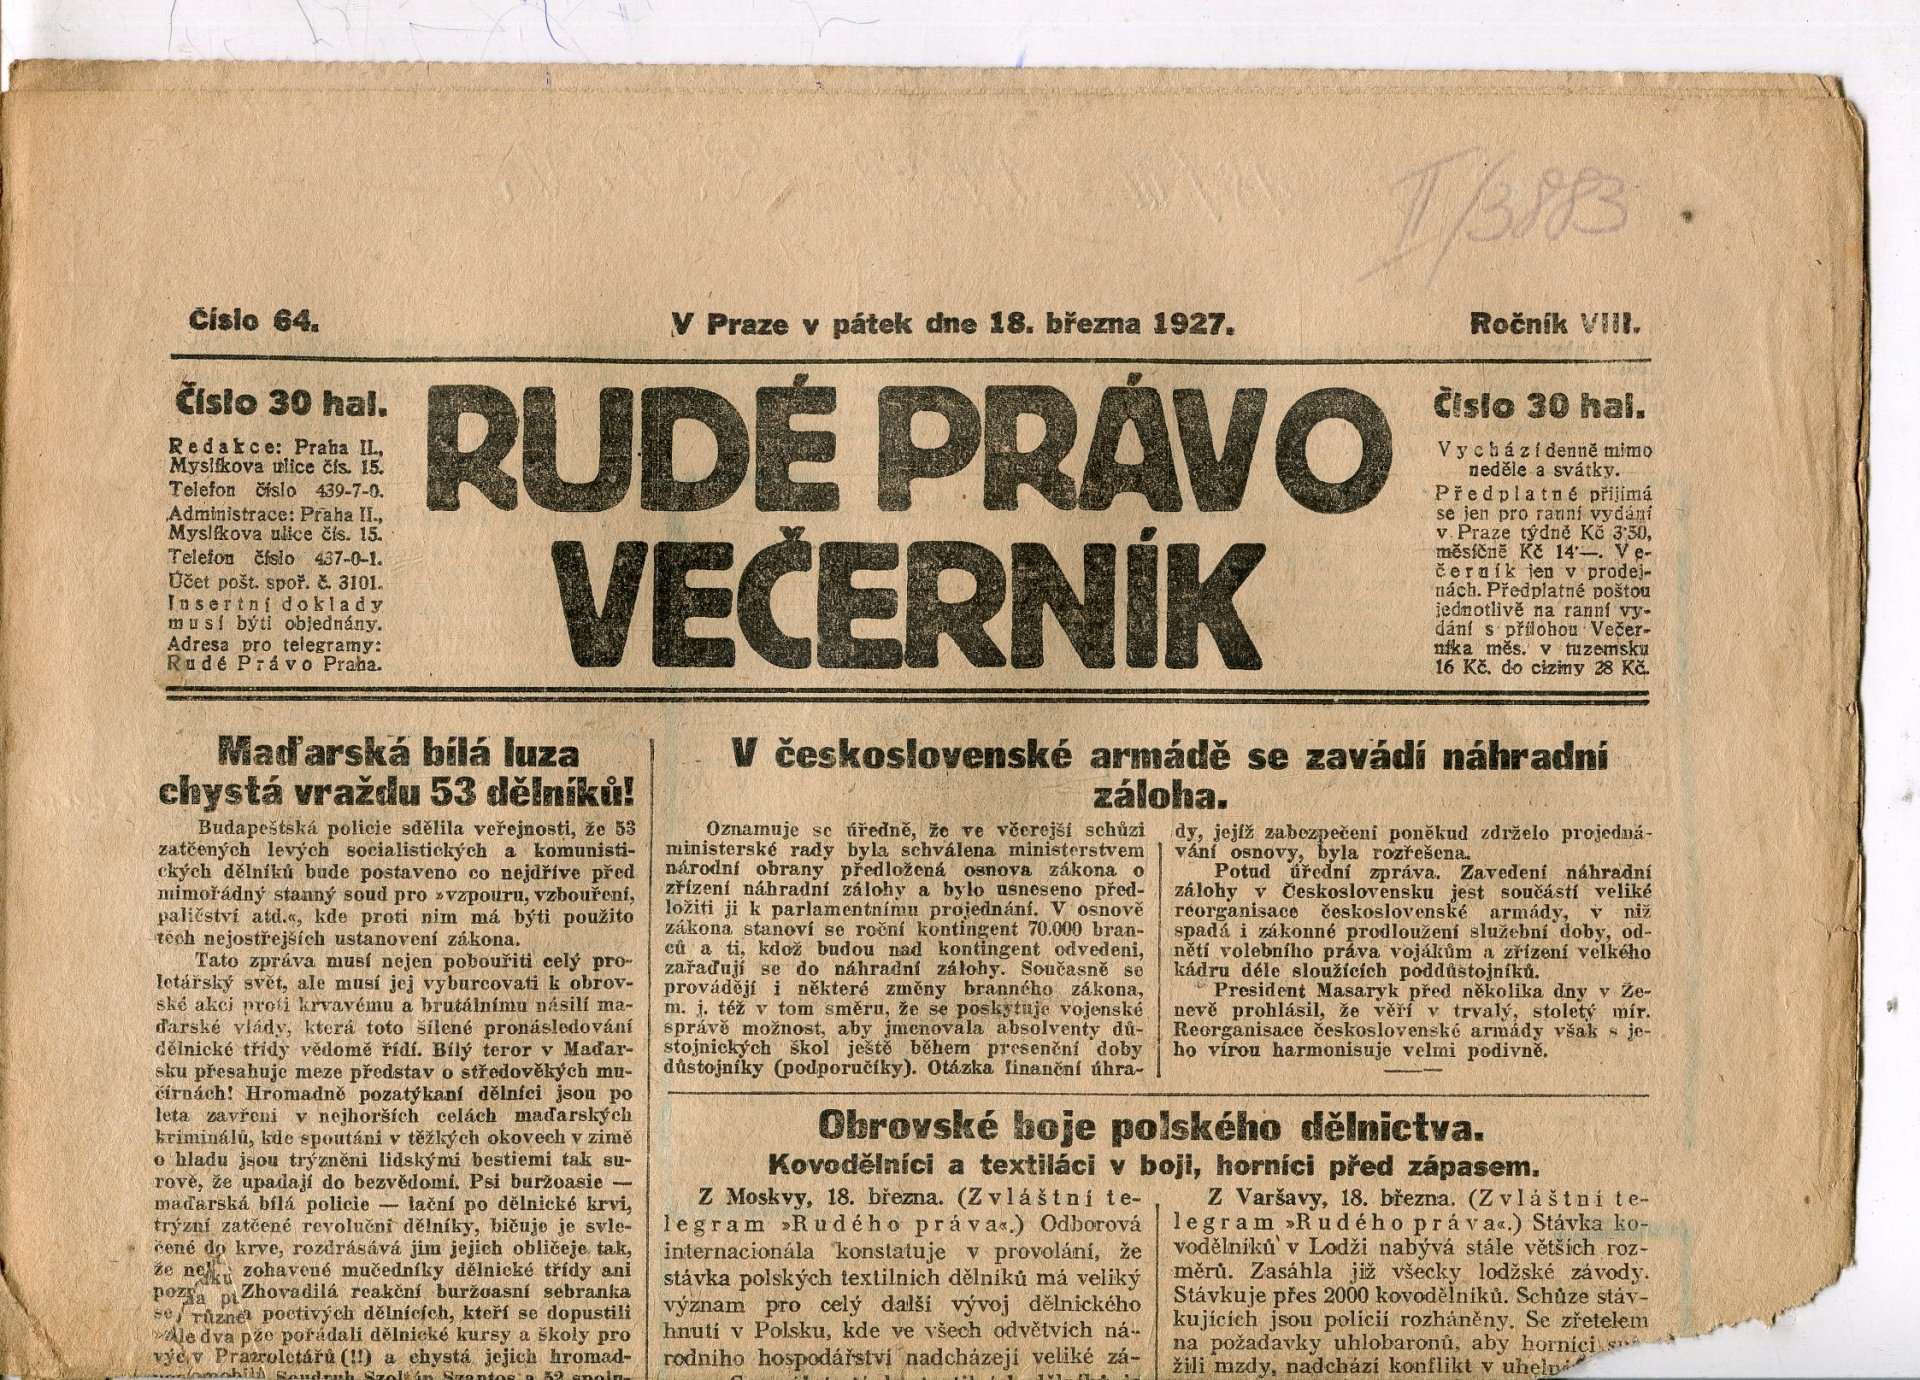 II/3883
Číslo 64.
V Praze v pátek dne 18. března 1927.
Ročník VIII.
Číslo 30 hal.
Redakce: Praha II.,
Myslíkova ulice čís. 15.
Telefon číslo 439-7-0.
Administrace: Praha II.,
Myslíkova ulice čís. 15.
Telefon číslo 437-0-1.
Účet pošt. spoř. č. 3101.
Insertní doklady
musí býti objednány.
Adresa pro telegramy:
Rudé Právo Praha.
RUDÉ PRÁVO
VEČERNÍK
Číslo 30 hal.
Vychází denně mimo
neděle a svátky.
Předplatné přijímá
se jen pro ranní vydání
v Praze týdně Kč 3·50,
měsíčně Kč 14·—. Ve-
černík jen v prodej-
nách. Předplatné poštou
jednotlivě na ranní vy-
dání s přílohou Večer-
níka měs. v tuzemsku
16 Kč. do ciziny 28 Kč.
Maďarská bílá luza
chystá vraždu 53 dělníků!
Budapeštská policie sdělila veřejnosti, že 53
zatčených levých socialistických a komunisti-
ckých dělníků bude postaveno co nejdříve před
mimořádný stanný soud pro »vzpouru, vzbouření,
paličství atd.«, kde proti nim má býti použito
těch nejostřejších ustanovení zákona.
Tato zpráva musí nejen pobouřiti celý pro-
letářský svět, ale musí jej vyburcovati k obrov-
ské akci proti krvavému a brutálnímu násilí ma-
ďarské vlády, která toto šílené pronásledování
dělnické třídy vědomě řídí. Bílý teror v Maďar-
sku přesahuje meze představ o středověkých mu-
čírnách! Hromadně pozatýkaní dělníci jsou po
leta zavřeni v nejhorších celách maďarských
kriminálů, kde spoutáni v těžkých okovech v zimě
o hladu jsou trýzněni lidskými bestiemi tak su-
rově, že upadají do bezvědomí. Psi buržoasie —
maďarská bílá policie — lační po dělnické krvi,
trýzní zatčené revoluční dělníky, bičuje je svle-
čené do krve, rozdrásává jim jejich obličeje tak,
že zohavené mučedníky dělnické třídy ani
Zhovadilá reakční buržoasní sebranka
poctivých dělnících, kteří se dopustili
pořádali dělnické kursy a školy pro
(!!) a chystá jejich hromad-
Soudruh Szoltán Szantos a 52 spoln-
V československé armádě se zavádí náhradní
záloha.
Oznamuje se úředně, že ve včerejší schůzi
ministerské rady byla schválena ministerstvem
národní obrany předložená osnova zákona o
zřízení náhradní zálohy a bylo usneseno před-
ložiti ji k parlamentnímu projednání. V osnově
zákona stanoví se roční kontingent 70.000 bran-
ců a ti, kdož budou nad kontingent odvedeni,
zařaďují se do náhradní zálohy. Současně se
provádějí i některé změny branného zákona,
m. j. též v tom směru, že se poskytuje vojenské
správě možnost, aby jmenovala absolventy dů-
stojnických škol ještě během presenční doby
důstojníky (podporučíky). Otázka finanční úhra-
dy, jejíž zabezpečení poněkud zdrželo projedná-
vání osnovy, byla rozřešena.
Potud úřední zpráva. Zavedení náhradní
zálohy v Československu jest součástí veliké
reorganisace československé armády, v níž
spadá i zákonné prodloužení služební doby, od-
nětí volebního práva vojákům a zřízení velkého
kádru déle sloužících poddůstojníků.
President Masaryk před několika dny v Že-
nevě prohlásil, že věří v trvalý, stoletý mír.
Reorganisace československé armády však s je-
ho vírou harmonisuje velmi podivně.
Obrovské boje polského dělnictva.
Kovodělníci a textiláci v boji, horníci před zápasem.
Z Moskvy, 18. března. (Zvláštní te-
legram »Rudého práva«.) Odborová
internacionála konstatuje v provolání, že
stávka polských textilních dělníků má veliký
význam pro celý další vývoj dělnického
hnutí v Polsku, kde ve všech odvětvích ná-
rodního hospodářství nadcházejí veliké zá-
Z Varšavy, 18. března. (Zvláštní te-
legram »Rudého práva«.) Stávka ko-
vodělníků v Lodži nabývá stále větších roz-
měrů. Zasáhla již všecky lodžské závody.
Stávkuje přes 2000 kovodělníků. Schůze stáv-
kujících jsou policií rozháněny. Se zřetelem
na požadavky uhlobaronů, aby horníci
žili mzdy, nadchází konflikt v